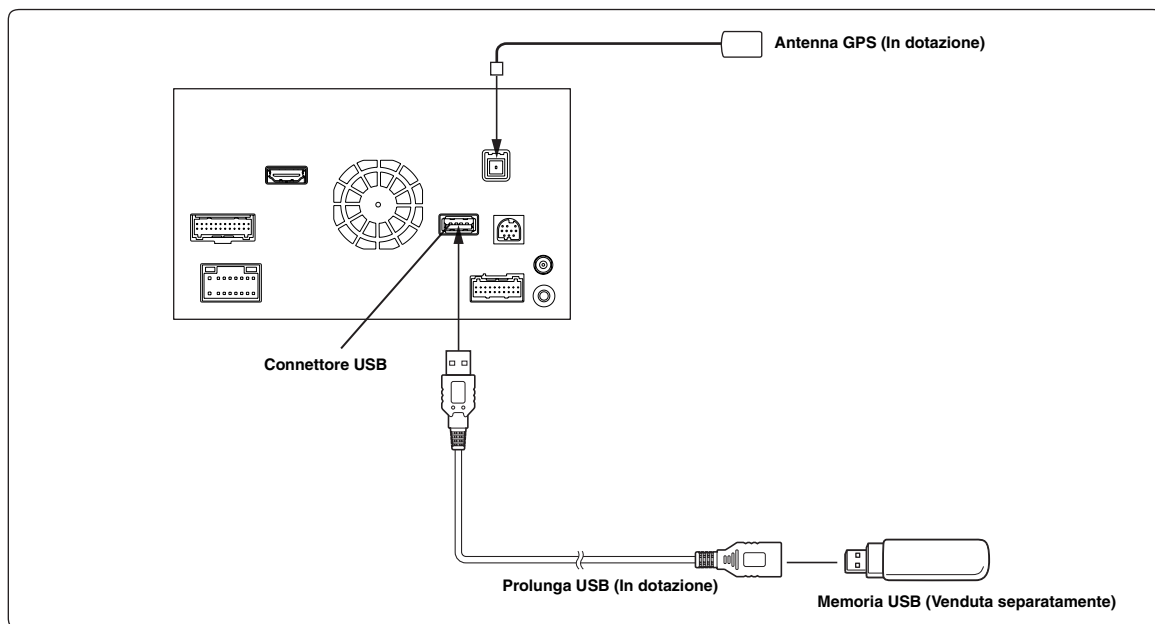 Antenna GPS (In dotazione)
Connettore USB
Prolunga USB (In dotazione)
Memoria USB (Venduta separatamente)